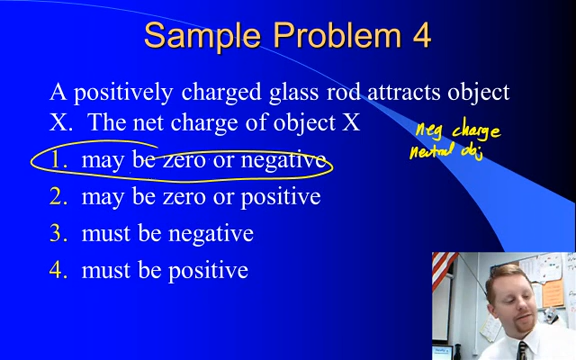 Sample Problem 4
A positively charged glass rod attracts object
X. The net charge of object X
neg charge
neutral obj
1. may be zero or negative
2. may be zero or positive
3. must be negative
4. must be positive